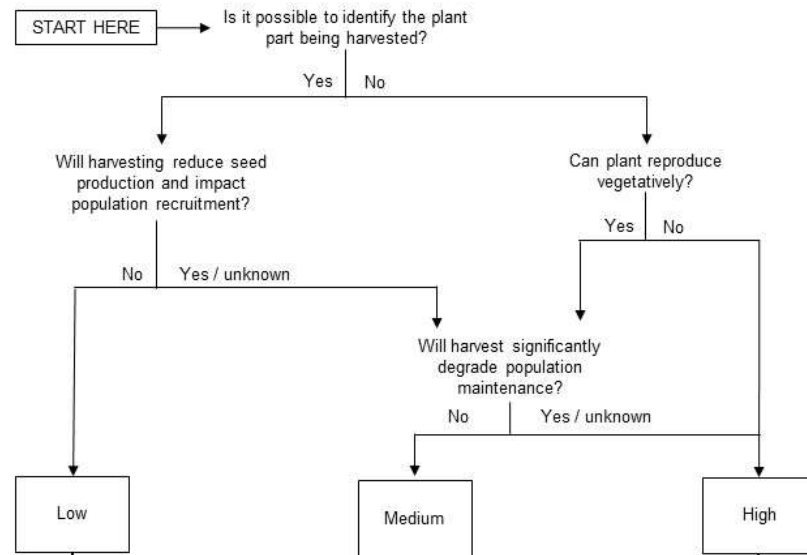 START HERE
Is it possible to identify the plant
part being harvested?
Yes
No
Will harvesting reduce seed
production and impact
population recruitment?
Can plant reproduce
vegetatively?
Yes
No
No
Yes / unknown
Will harvest significantly
degrade population
maintenance?
No
Yes / unknown
Low
Medium
High